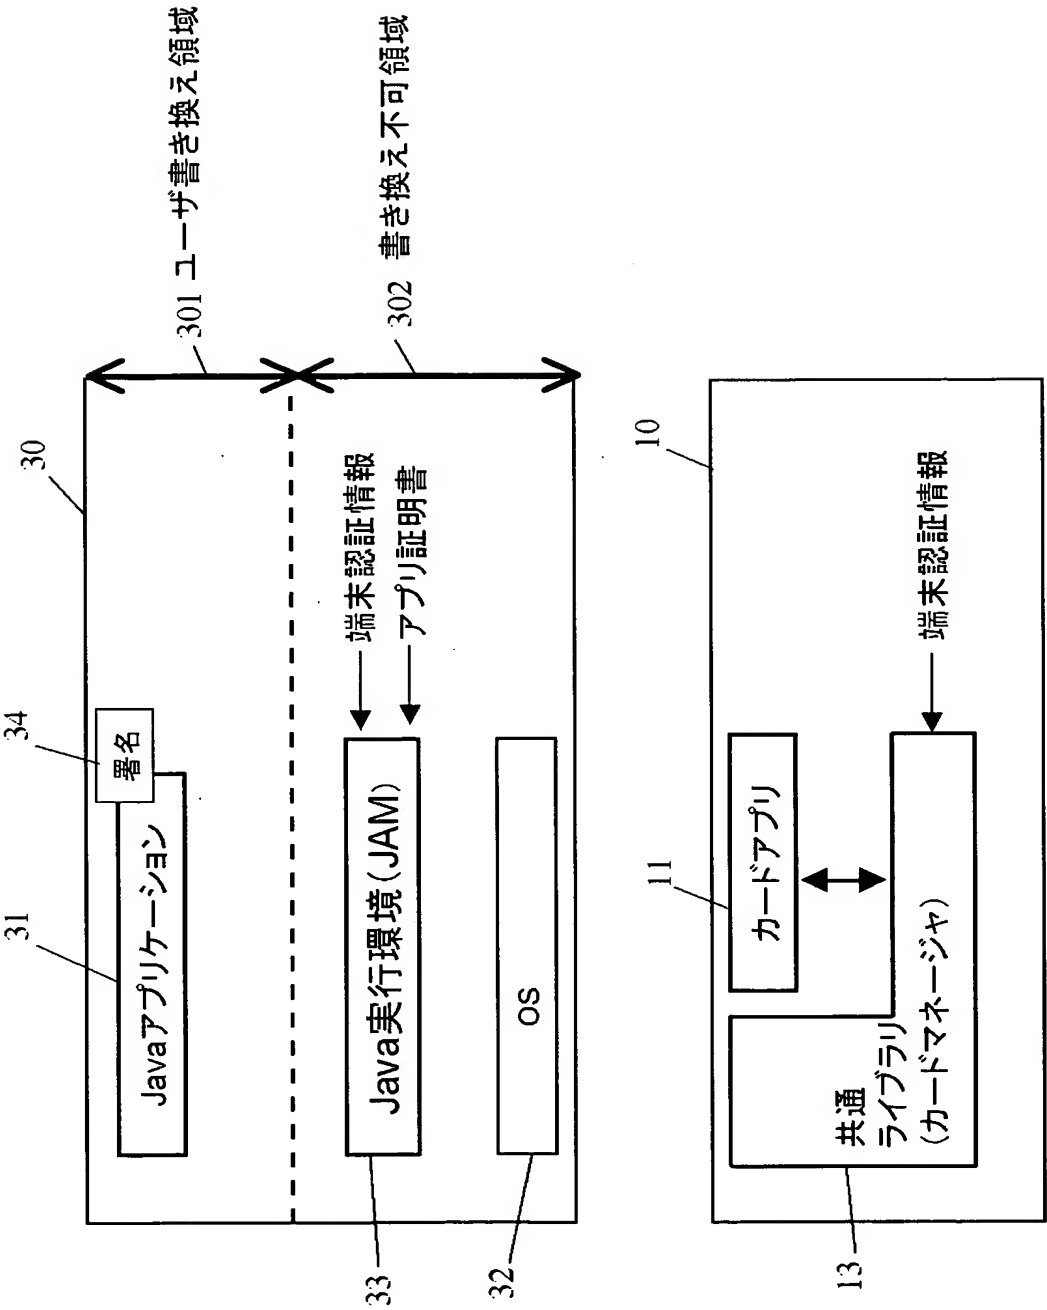 30
301 ユーザ書き換え領域
302 書き換え不可領域
31
Javaアプリケーション
34
署名
33
Java実行環境(JAM)
端末認証情報
アプリ証明書
32
OS
10
11
カードアプリ
13
共通
ライブラリ
(カードマネージャ)
端末認証情報